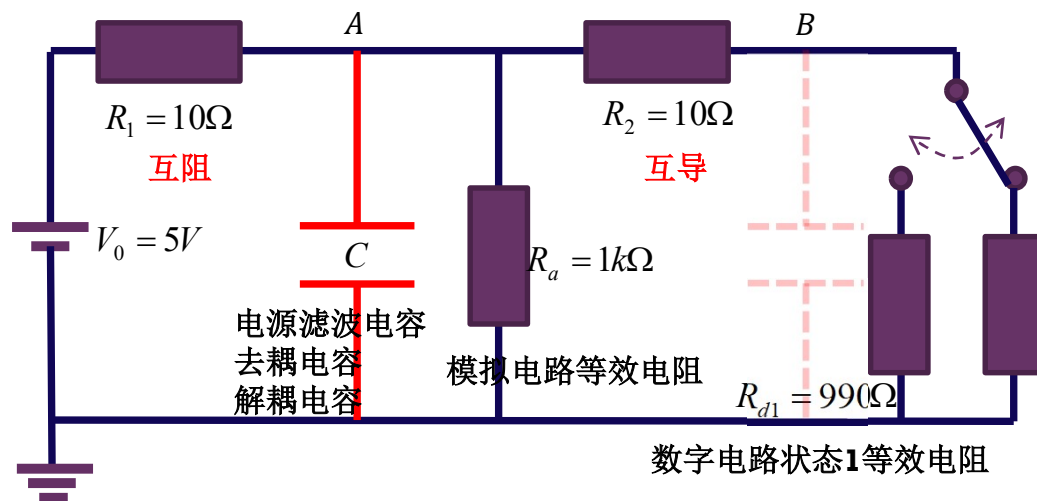 A
B
R₁ = 10Ω
R₂ = 10Ω
互阻
互导
V₀ = 5V
C
Rₐ = 1kΩ
电源滤波电容
去耦电容
解耦电容
模拟电路等效电阻
R_{d1} = 990Ω
数字电路状态1等效电阻